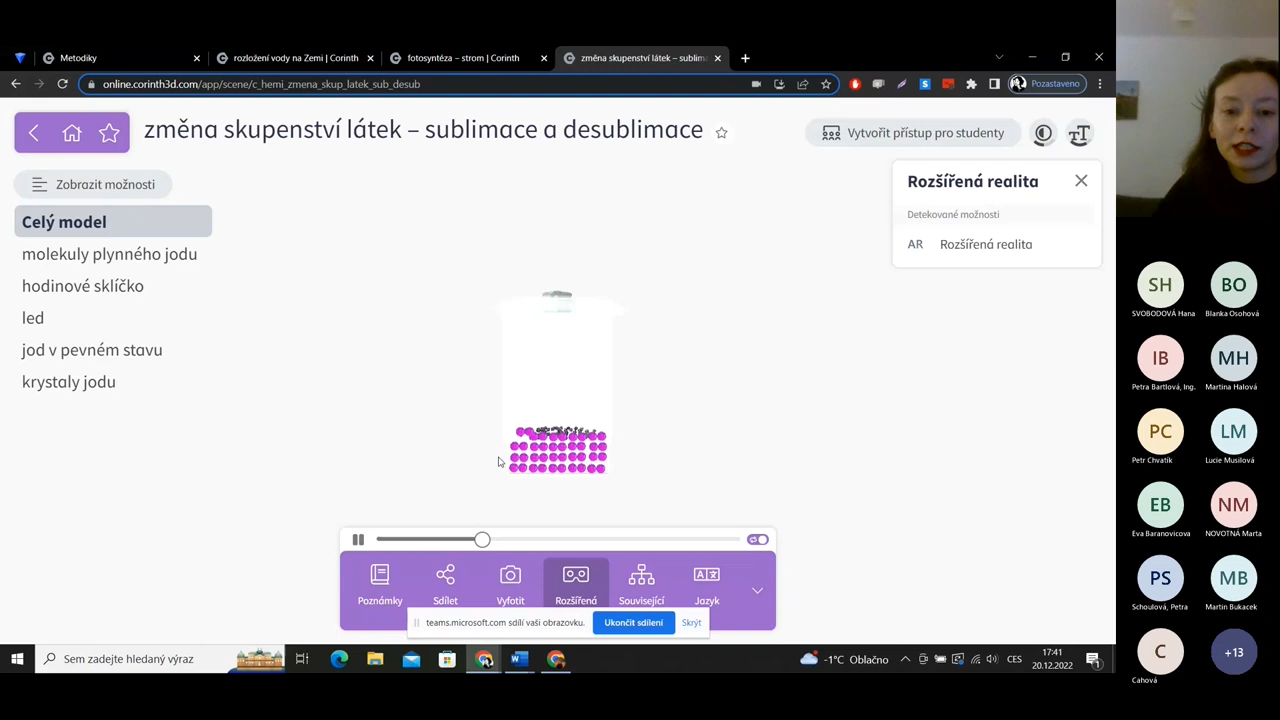 Metodiky
rozložení vody na Zemi | Corinth
fotosyntéza – strom | Corinth
změna skupenství látek – sublim
online.corinth3d.com/app/scene/c_hemi_zmena_skup_latek_sub_desub
Pozastaveno
změna skupenství látek – sublimace a desublimace
Vytvořit přístup pro studenty
TT
Zobrazit možnosti
Celý model
molekuly plynného jodu
hodinové sklíčko
led
jod v pevném stavu
krystaly jodu
Rozšířená realita
Detekované možnosti
AR Rozšířená realita
Poznámky
Sdílet
Vyfotit
Rozšířená
Související
Jazyk
teams.microsoft.com sdílí vaši obrazovku.
Ukončit sdílení
Skrýt
Sem zadejte hledaný výraz
-1°C Oblačno
CES
17:41
20.12.2022
1
SH
SVOBODOVÁ Hana
BO
Blanka Osohová
IB
Petra Bartlová, Ing.
MH
Martina Halová
PC
Petr Chvatík
LM
Lucie Musilová
EB
Eva Baranovicova
NM
NOVOTNÁ Marta
PS
Schoulová, Petra
MB
Martin Bukacek
C
Cahová
+13